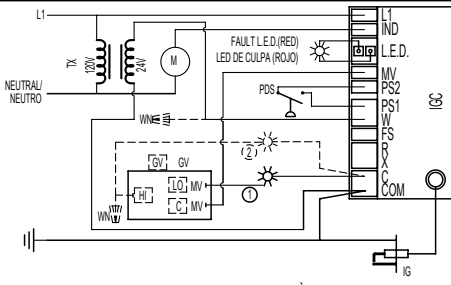 L1
L1
IND
FAULT L.E.D.(RED)
LED DE CULPA (ROJO)
L.E.D.
TX
120V
24V
M
MV
PS2
NEUTRAL/
NEUTRO
PDS
PS1
IGC
WN
W
FS
2
R
GV GV
X
LO MV
C
HI
1
COM
C MV
WN
IG